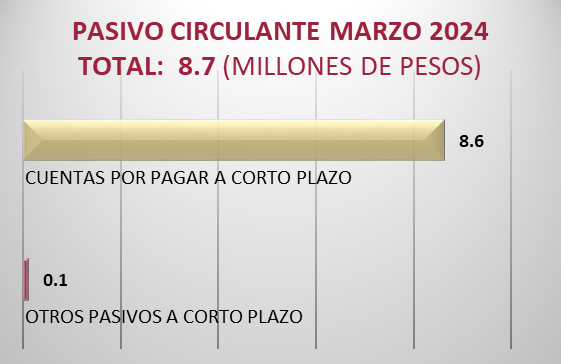 PASIVO CIRCULANTE MARZO 2024
TOTAL: 8.7 (MILLONES DE PESOS)
8.6
CUENTAS POR PAGAR A CORTO PLAZO
0.1
OTROS PASIVOS A CORTO PLAZO